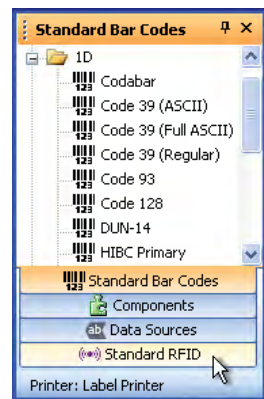 Standard Bar Codes
1D
Codabar
Code 39 (ASCII)
Code 39 (Full ASCII)
Code 39 (Regular)
Code 93
Code 128
DUN-14
HIBC Primary
Standard Bar Codes
Components
Data Sources
Standard RFID
Printer: Label Printer